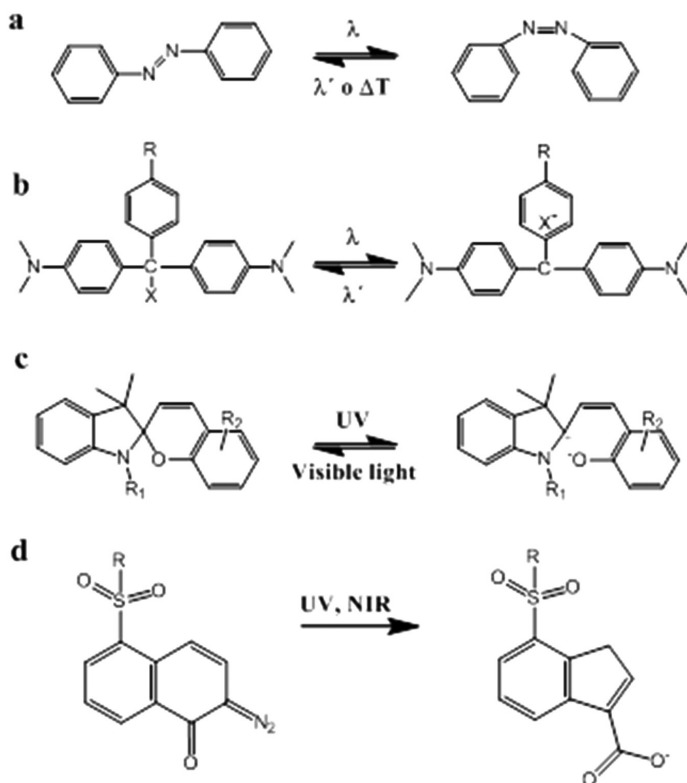 a
N
N
λ
λ´ o ΔT
N=N
b
R
N
C
X
N
λ
λ´
R
X-
N
C
N
c
R2
N
O
R1
UV
Visible light
R2
N
-O
R1
d
R
O
S
O
N2
O
UV, NIR
R
O
S
O
O
O-